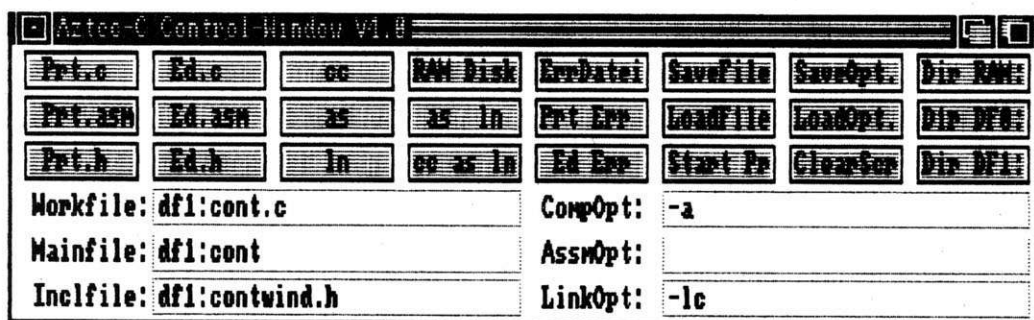 Aztec-C Control-Window V1.0
Prt.c Ed.c cc RAM Disk ErrDatei SaveFile SaveOpt. Dir RAM:
Prt.asm Ed.asm as as ln Prt Err LoadFile LoadOpt. Dir DF0:
Prt.h Ed.h ln cc as ln Ed Err Start Pr ClearScr Dir DF1:
Workfile: df1:cont.c CompOpt: -a
Mainfile: df1:cont AssmOpt:
Inclfile: df1:contwind.h LinkOpt: -lc